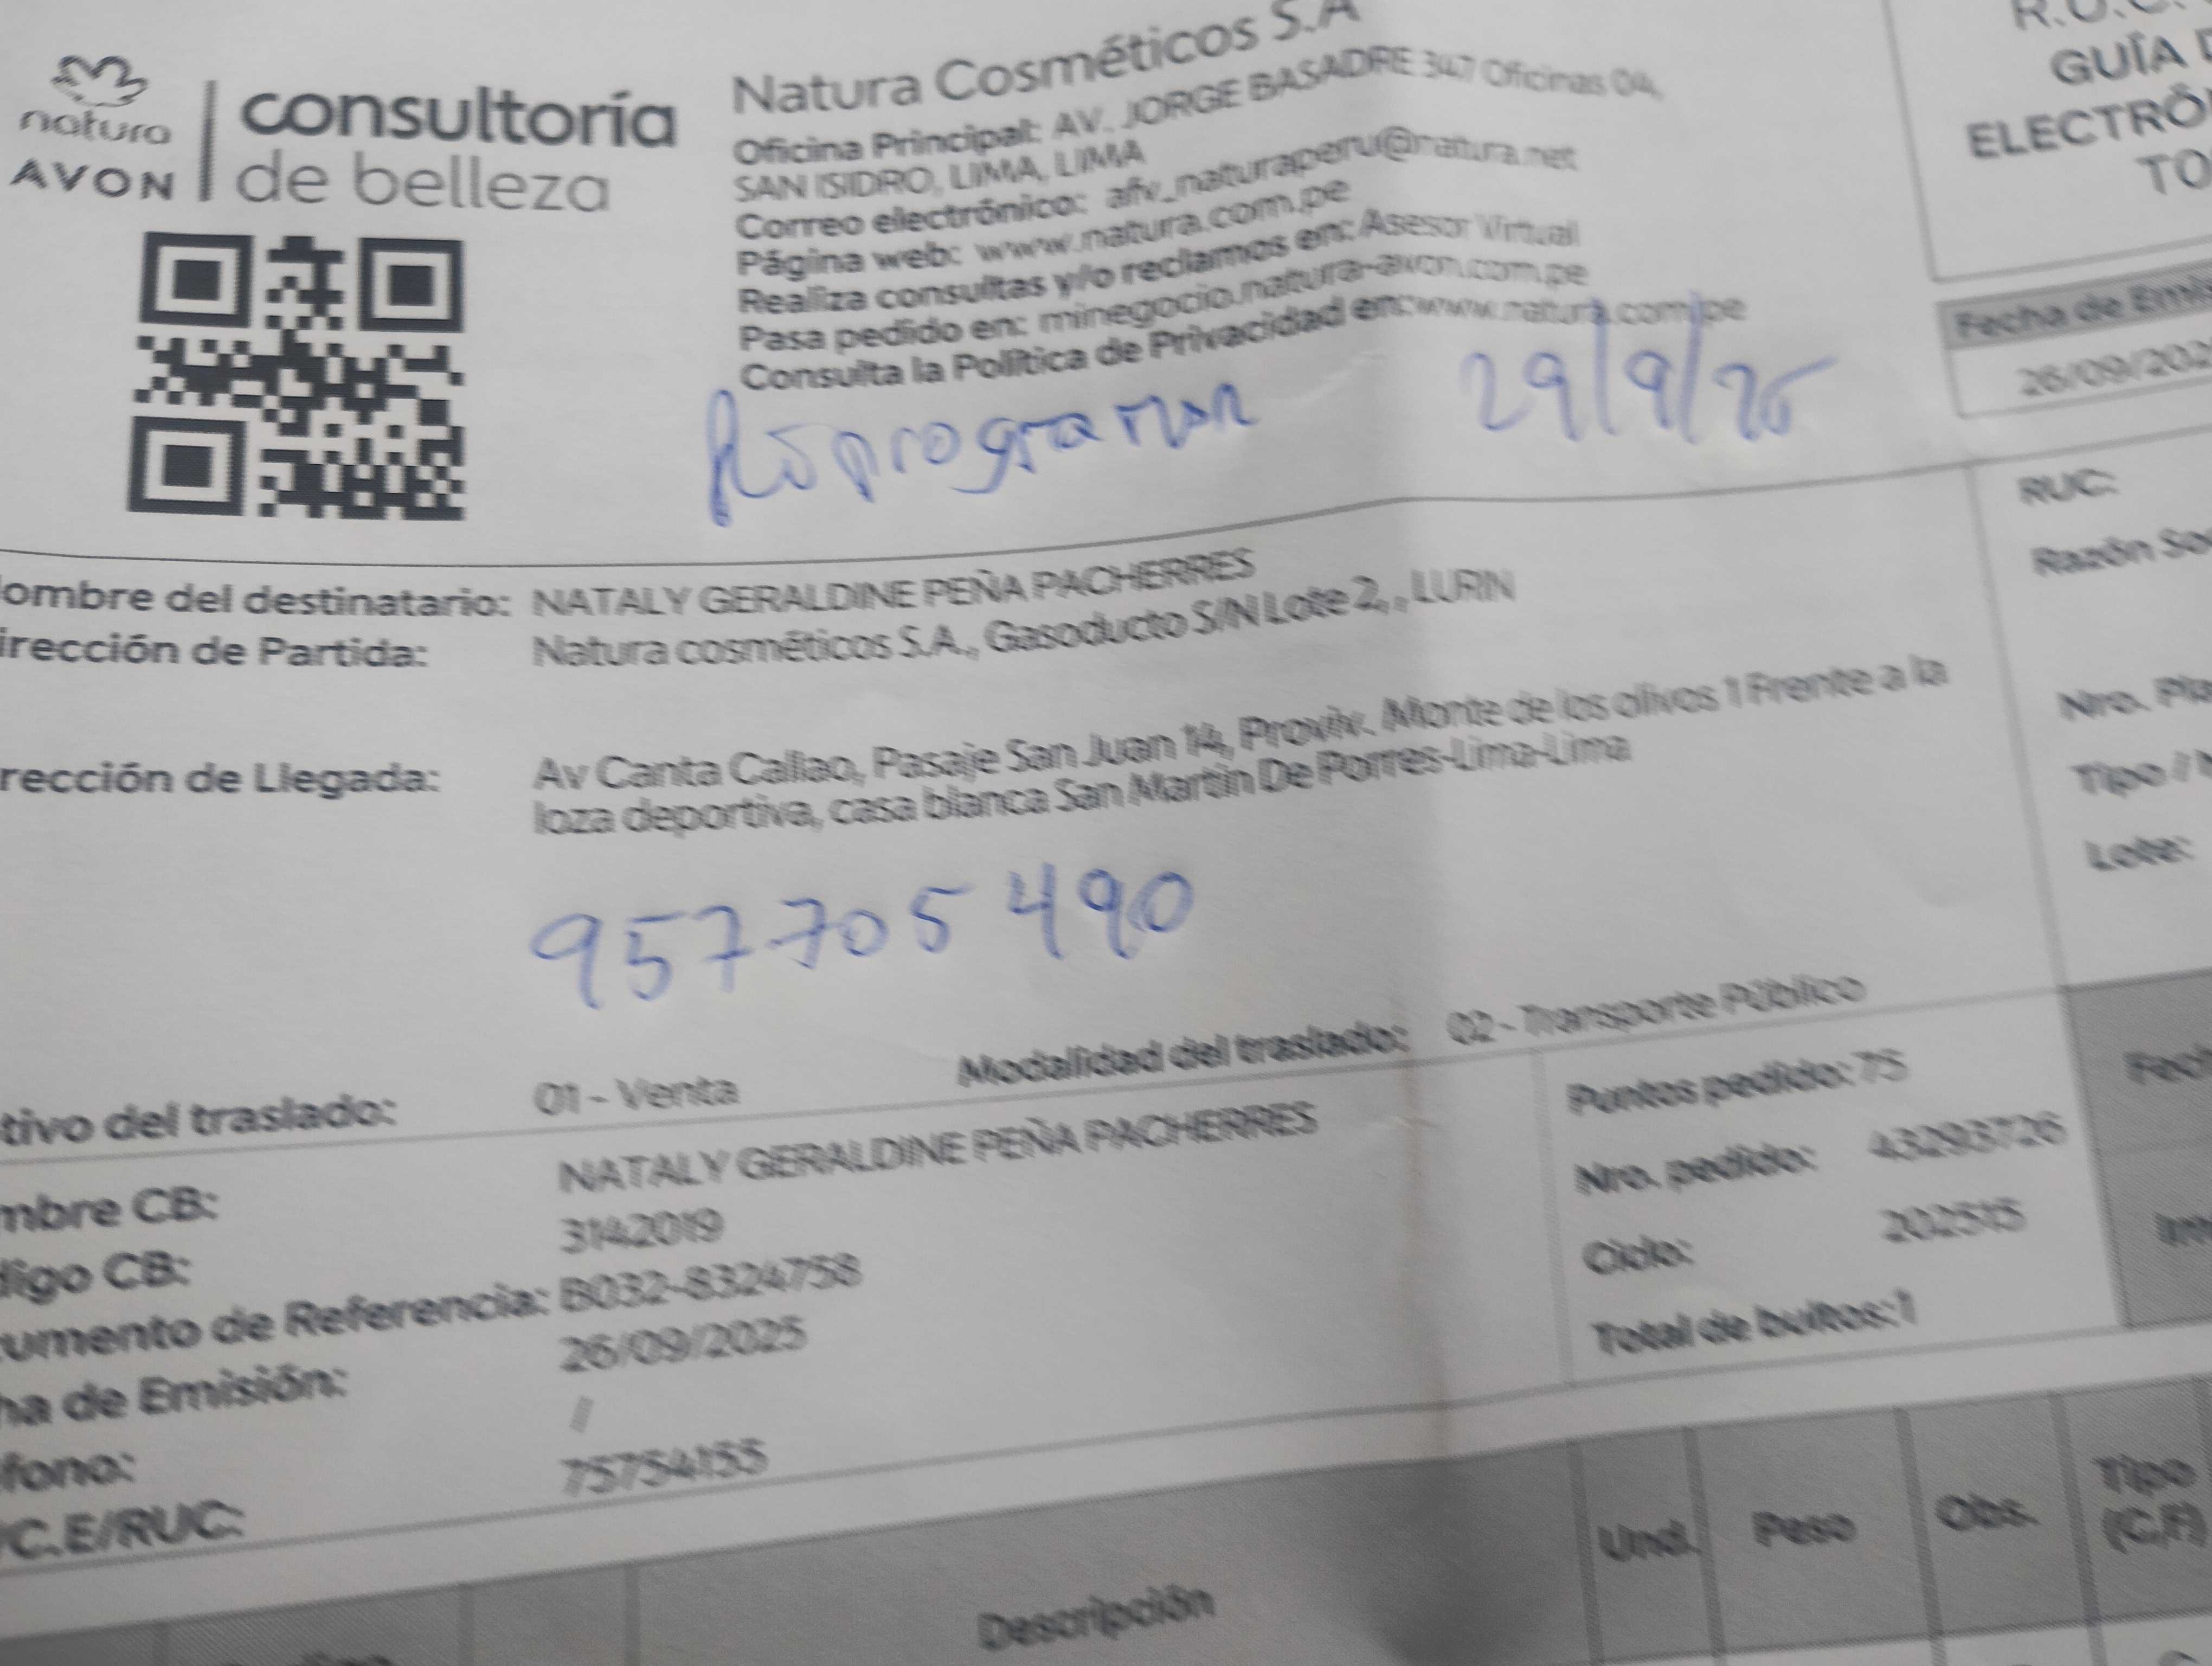 natura
AVON
consultoría
de belleza
Natura Cosméticos S.A
Oficina Principal: AV. JORGE BASADRE 347 Oficinas 04,
SAN ISIDRO, LIMA, LIMA
Correo electrónico: afv_naturaperu@natura.net
Página web: www.natura.com.pe
Realiza consultas y/o reclamos en: Asesor Virtual
Pasa pedido en: minegocio.natura-avon.com.pe
Consulta la Política de Privacidad en:www.natura.com.pe
Reprograman 29/9/25
R.U.C.
GUÍA D
ELECTRÓ
TO
Fecha de Emi
26/09/202
ombre del destinatario: NATALY GERALDINE PEÑA PACHERRES
irección de Partida: Natura cosméticos S.A., Gasoducto S/N Lote 2, , LURN
rección de Llegada: Av Canta Callao, Pasaje San Juan 14, Proviv. Monte de los olivos 1 Frente a la
loza deportiva, casa blanca San Martín De Porres-Lima-Lima
957705490
tivo del traslado: 01 - Venta Modalidad del traslado: 02 - Transporte Público
RUC:
Razón So
Nro. Pla
Tipo / M
Lote:
mbre CB: NATALY GERALDINE PEÑA PACHERRES
digo CB: 3142019
umento de Referencia: B032-8324758
ha de Emisión: 26/09/2025
fono: /
C.E/RUC: 75754155
Puntos pedido: 75
Nro. pedido: 43293726
Ciclo: 202515
Total de bultos: 1
Fech
Descripción Und. Peso Obs. Tipo
(C,F)